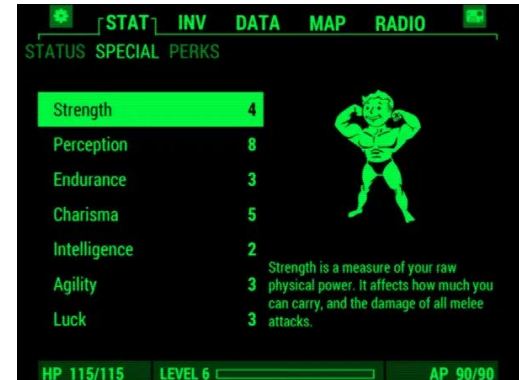 STAT INV DATA MAP RADIO
STATUS SPECIAL PERKS
Strength 4
Perception 8
Endurance 3
Charisma 5
Intelligence 2
Agility 3
Luck 3
Strength is a measure of your raw
physical power. It affects how much you
can carry, and the damage of all melee
attacks.
HP 115/115 LEVEL 6 AP 90/90